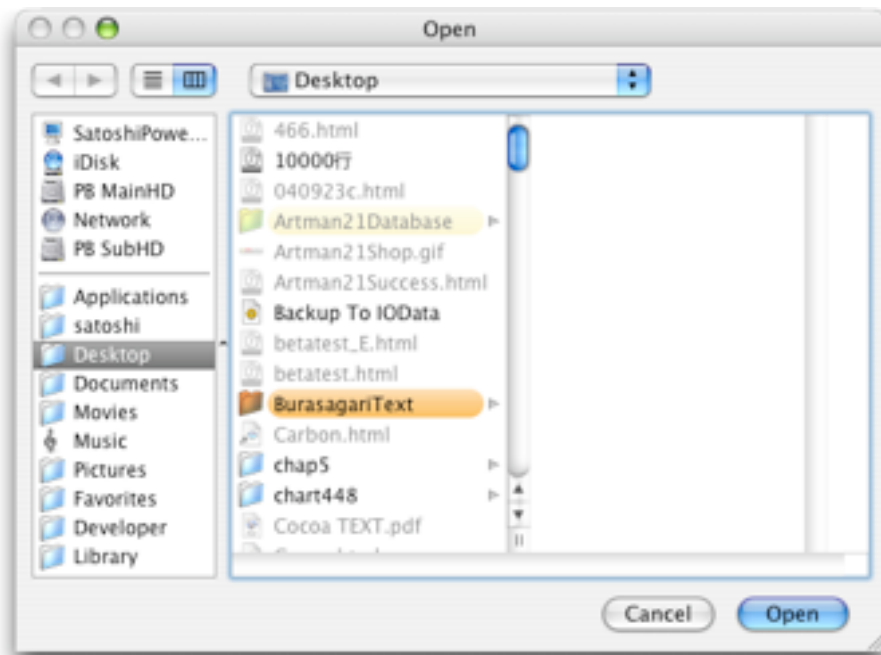 Open
Desktop
SatoshiPowe...
iDisk
PB MainHD
Network
PB SubHD
Applications
satoshi
Desktop
Documents
Movies
Music
Pictures
Favorites
Developer
Library
466.html
10000行
040923c.html
Artman21Database
Artman21Shop.gif
Artman21Success.html
Backup To IOData
betatest_E.html
betatest.html
BurasagariText
Carbon.html
chap5
chart448
Cocoa TEXT.pdf
Cancel
Open